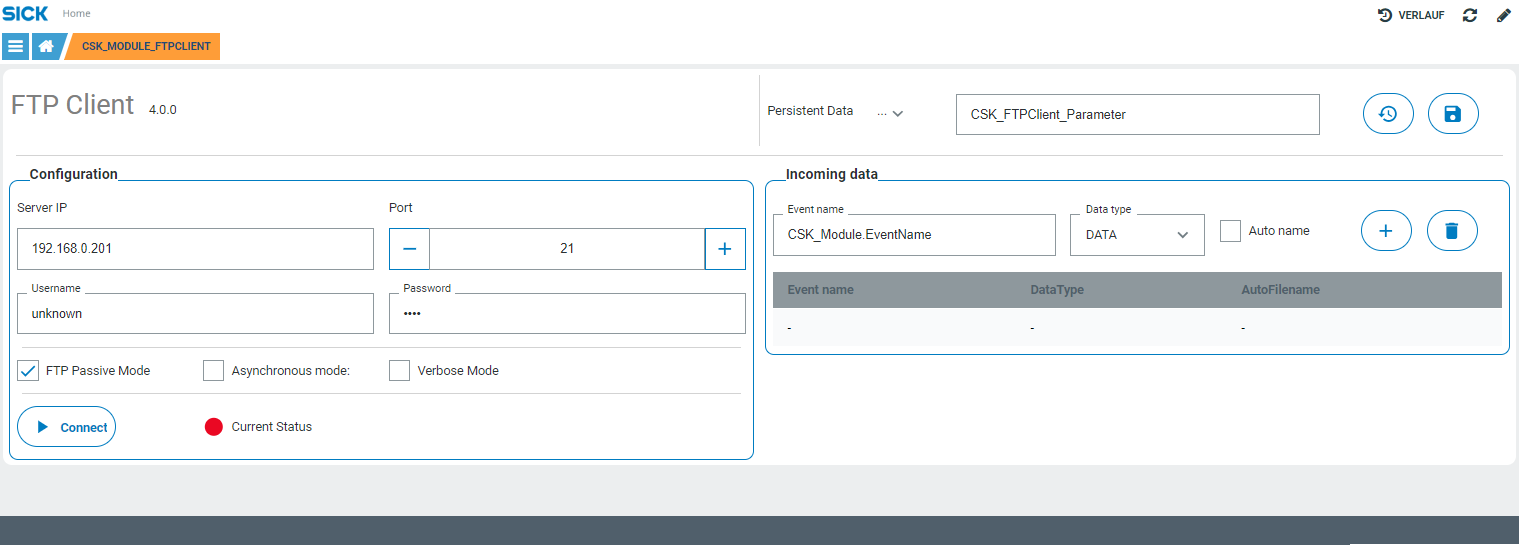 SICK Home VERLAUF
CSK_MODULE_FTPCLIENT
FTP Client 4.0.0 Persistent Data ... CSK_FTPClient_Parameter
Configuration
Server IP Port
192.168.0.201 21
Username Password
unknown ••••
FTP Passive Mode Asynchronous mode: Verbose Mode
Connect Current Status
Incoming data
Event name Data type
CSK_Module.EventName DATA Auto name
Event name DataType AutoFilename
- - -